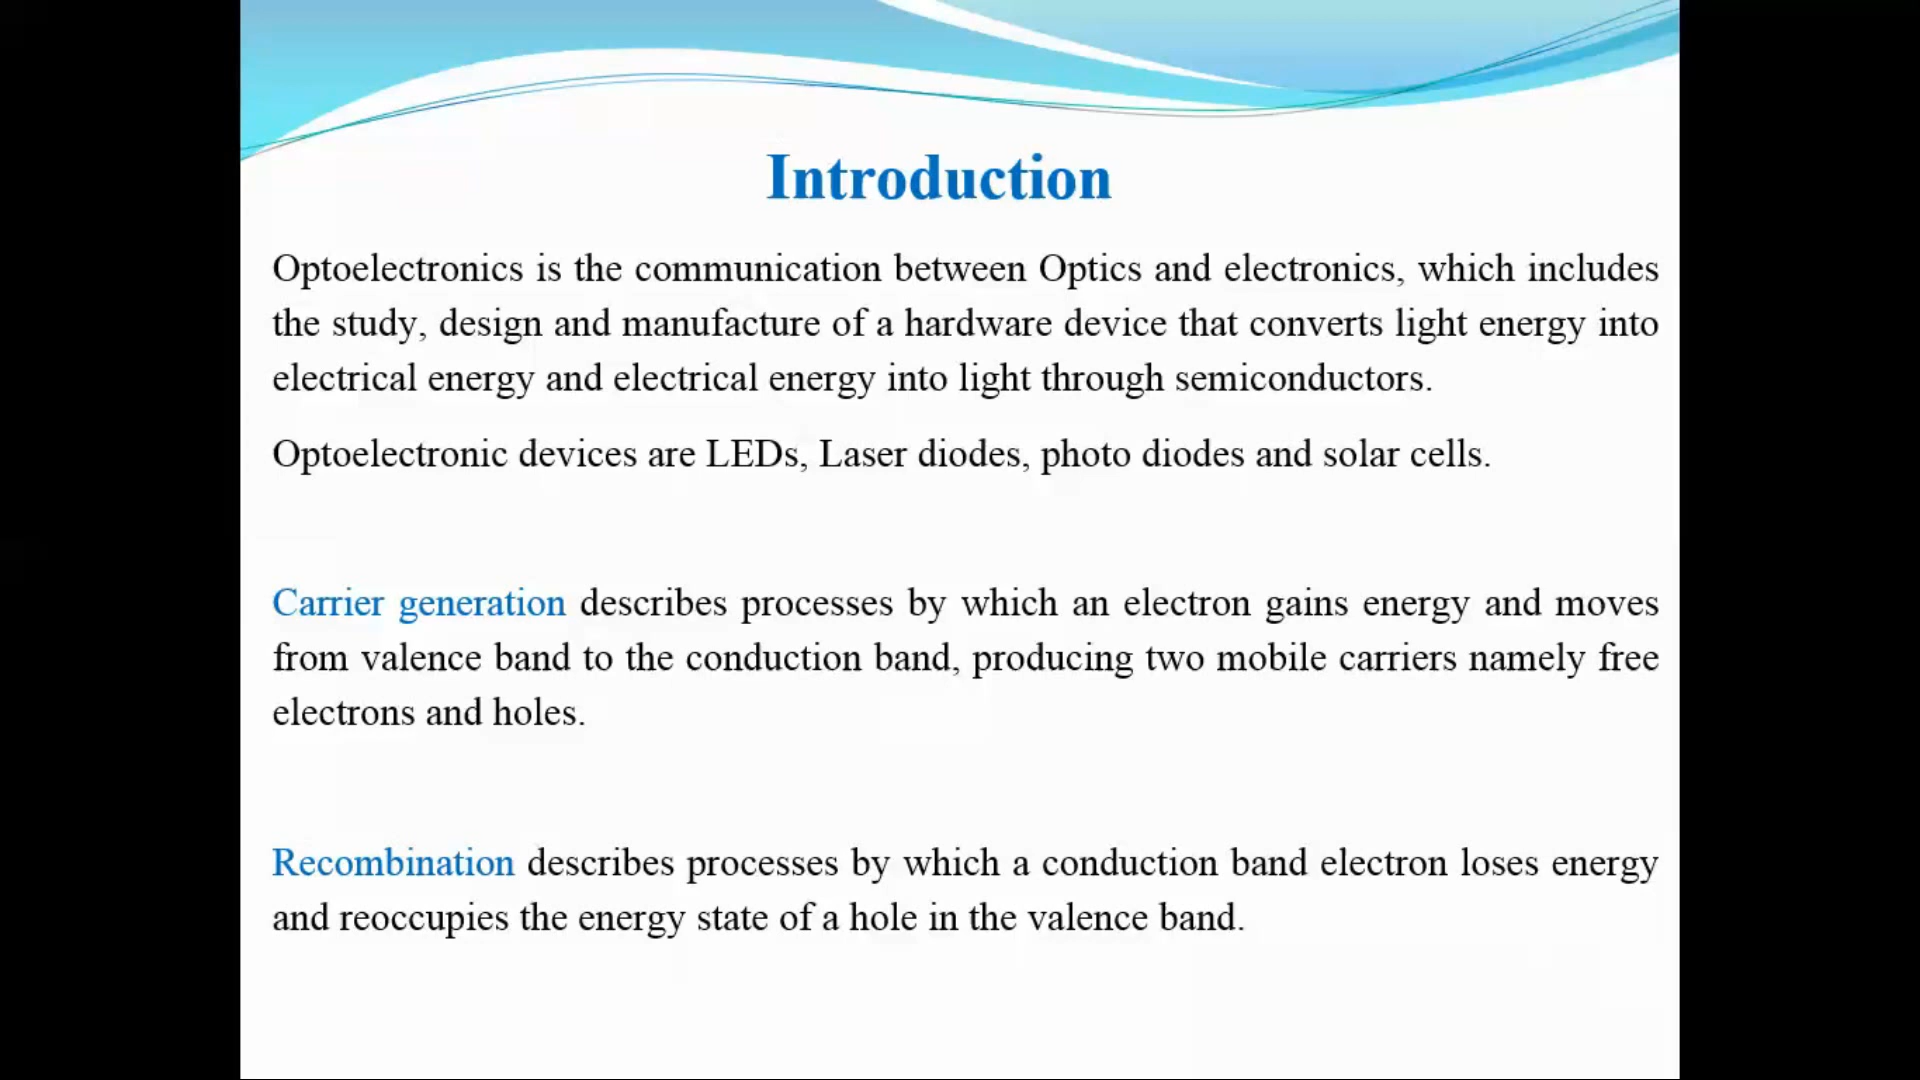 Introduction
Optoelectronics is the communication between Optics and electronics, which includes
the study, design and manufacture of a hardware device that converts light energy into
electrical energy and electrical energy into light through semiconductors.
Optoelectronic devices are LEDs, Laser diodes, photo diodes and solar cells.
Carrier generation describes processes by which an electron gains energy and moves
from valence band to the conduction band, producing two mobile carriers namely free
electrons and holes.
Recombination describes processes by which a conduction band electron loses energy
and reoccupies the energy state of a hole in the valence band.